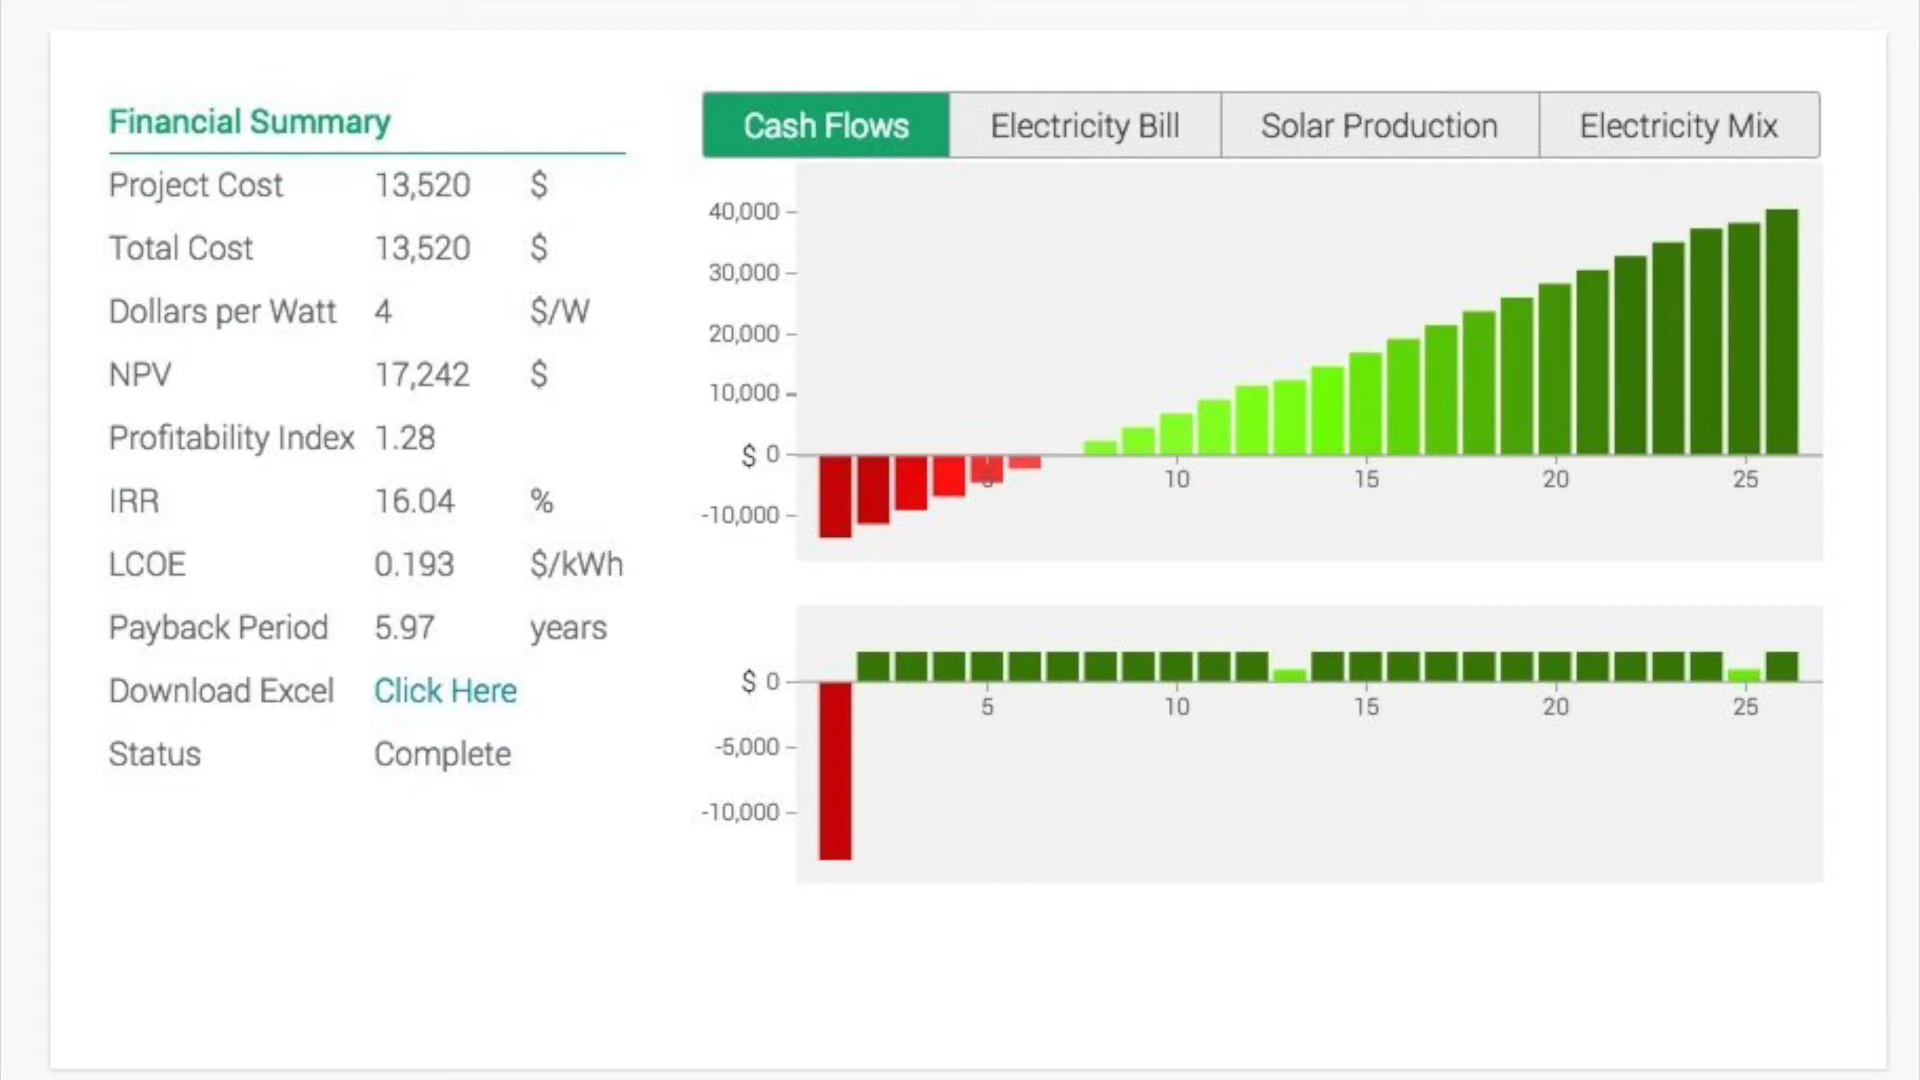 Financial Summary
Project Cost 13,520 $
Total Cost 13,520 $
Dollars per Watt 4 $/W
NPV 17,242 $
Profitability Index 1.28
IRR 16.04 %
LCOE 0.193 $/kWh
Payback Period 5.97 years
Download Excel Click Here
Status Complete
Cash Flows Electricity Bill Solar Production Electricity Mix
40,000
30,000
20,000
10,000
$ 0
-10,000
5 10 15 20 25
$ 0
-5,000
-10,000
5 10 15 20 25